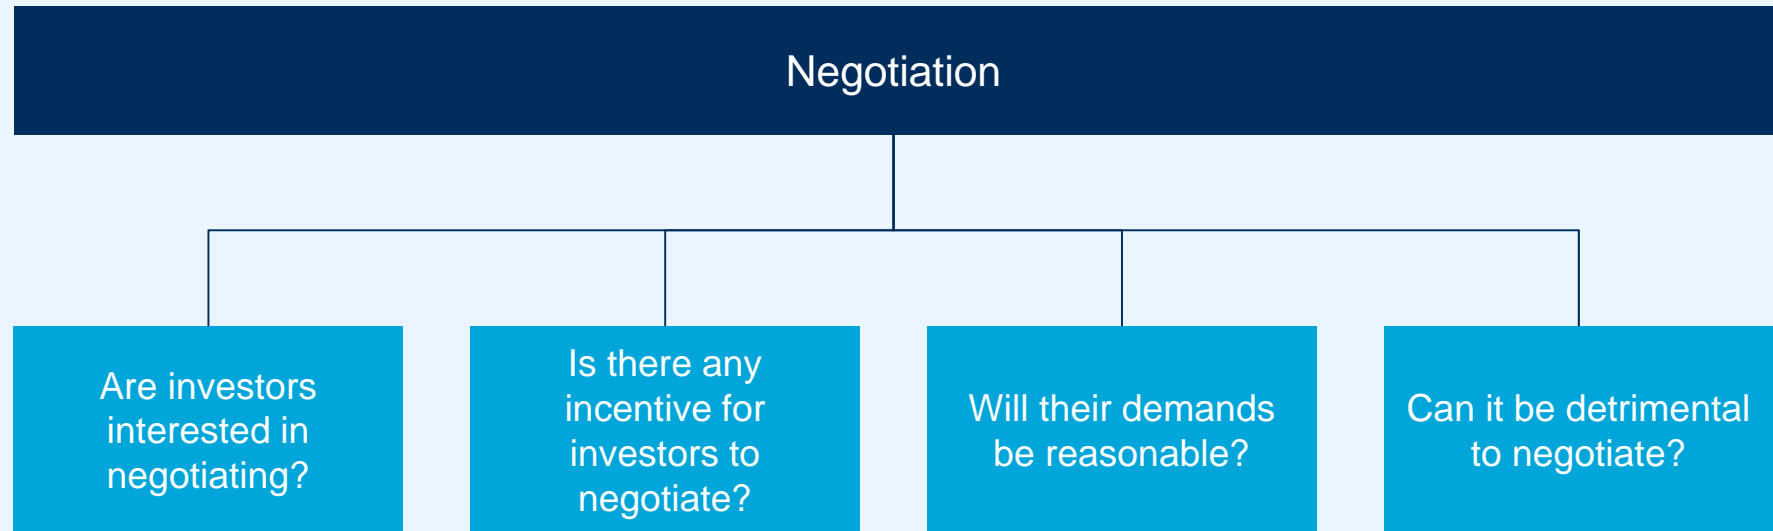 Negotiation
Are investors
interested in
negotiating?
Is there any
incentive for
investors to
negotiate?
Will their demands
be reasonable?
Can it be detrimental
to negotiate?